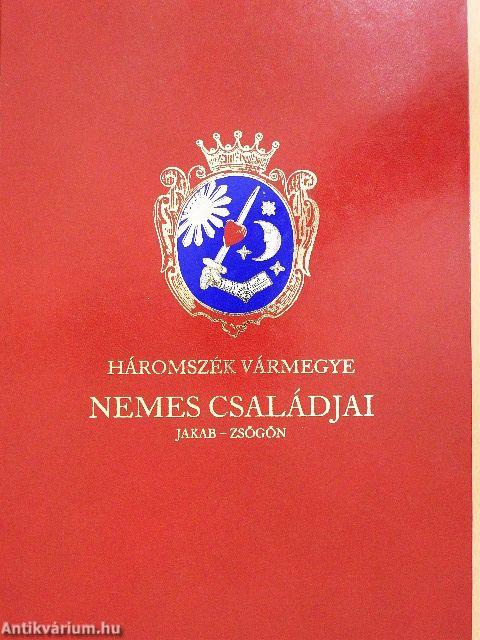 HÁROMSZÉK VÁRMEGYE
NEMES CSALÁDJAI
JAKAB – ZSÖGÖN
Antikvárium.hu